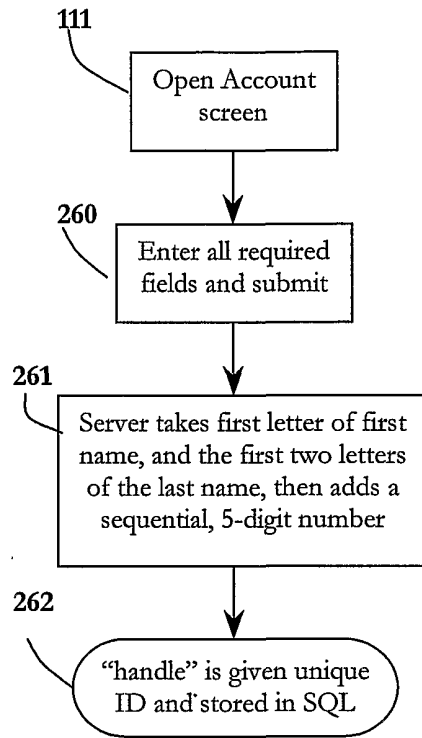 111
Open Account
screen
260
Enter all required
fields and submit
261
Server takes first letter of first
name, and the first two letters
of the last name, then adds a
sequential, 5-digit number
262
“handle” is given unique
ID and stored in SQL